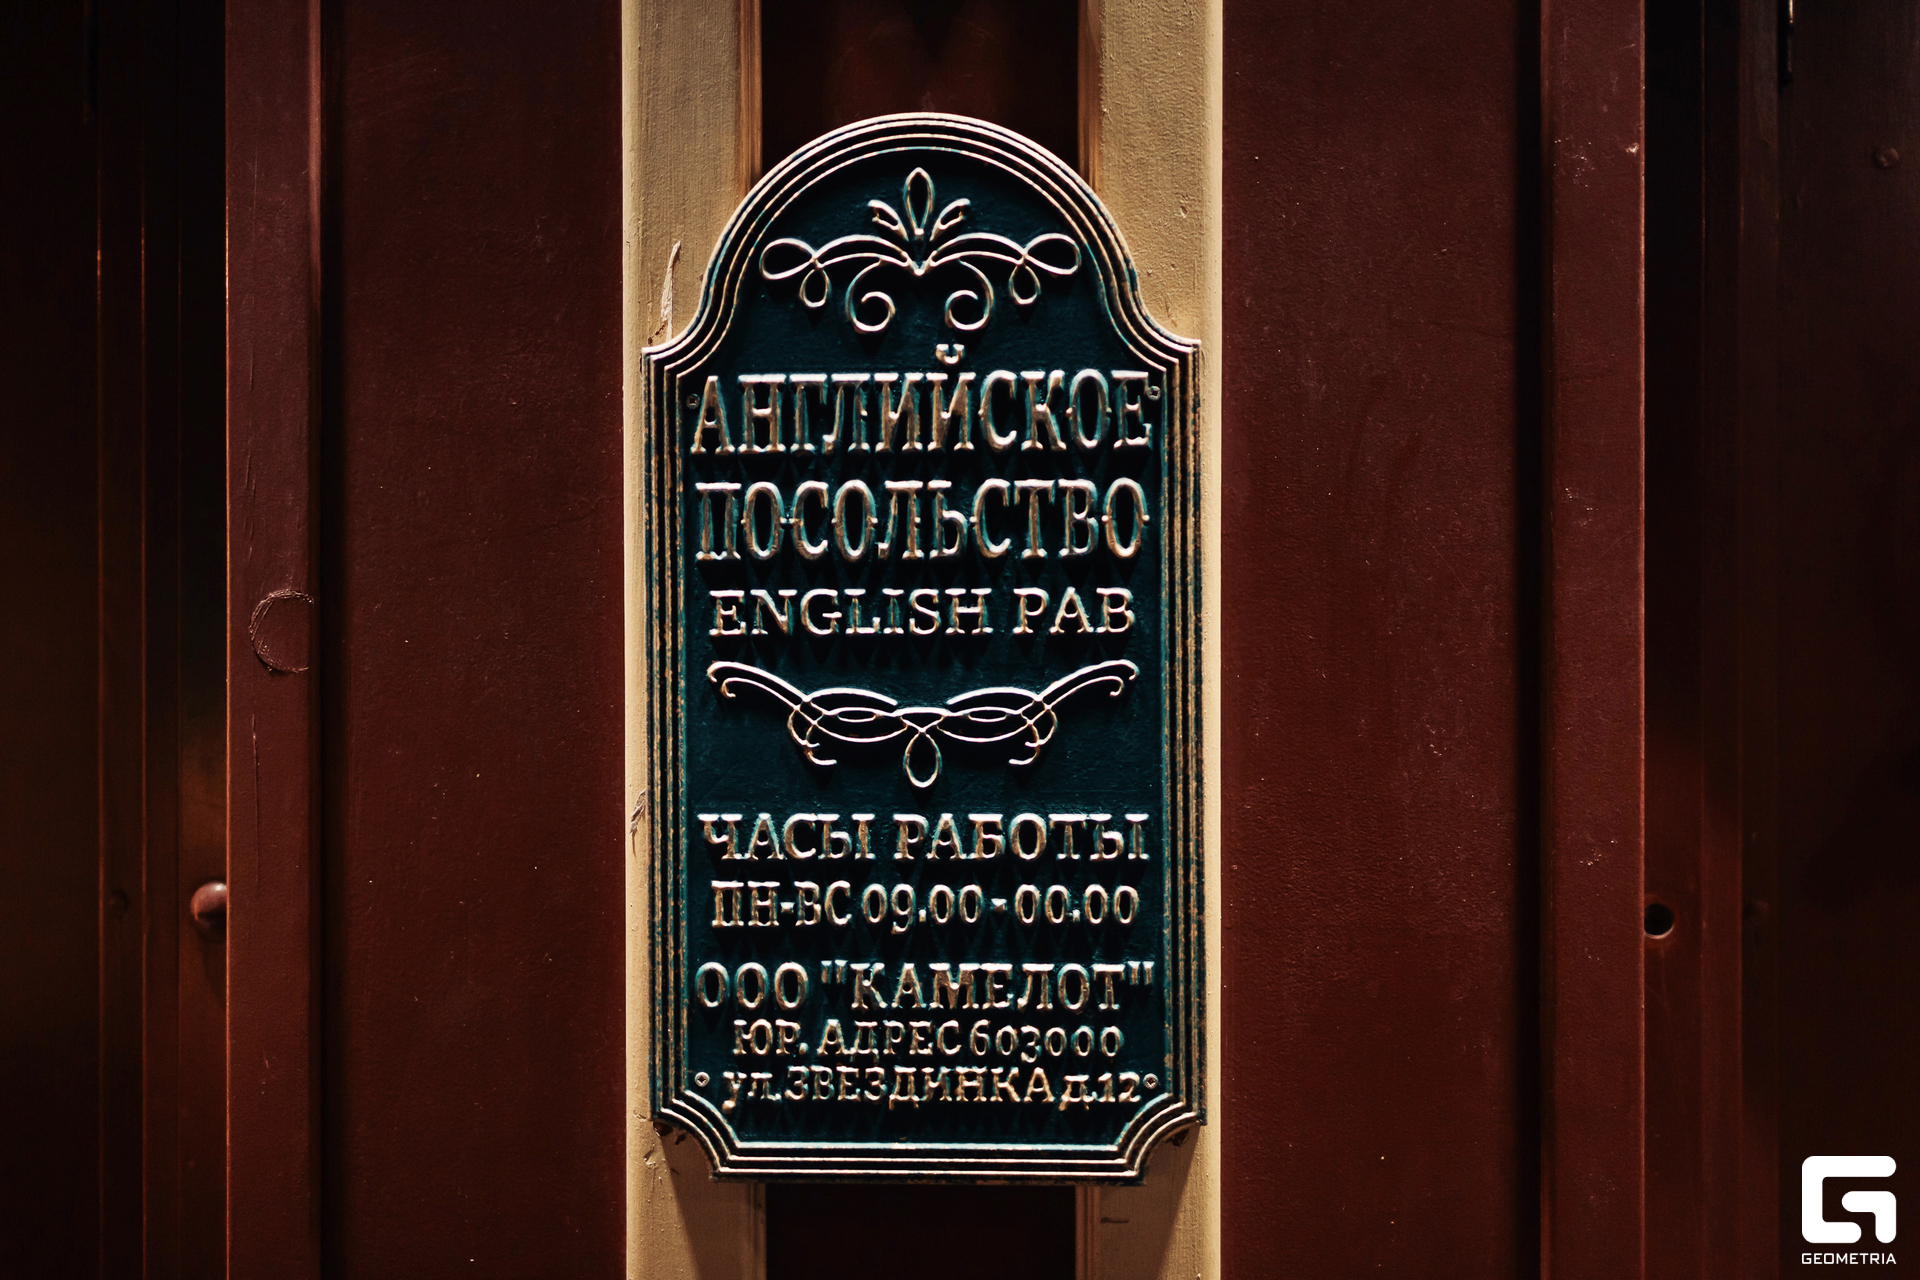 АНГЛИЙСКОЕ
ПОСОЛЬСТВО
ENGLISH PAB
ЧАСЫ РАБОТЫ
ПН-ВС 09.00 - 00.00
ООО "КАМЕЛОТ"
ЮР. АДРЕС 603000
ул.ЗВЕЗДИНКА д.12
GEOMETRIA